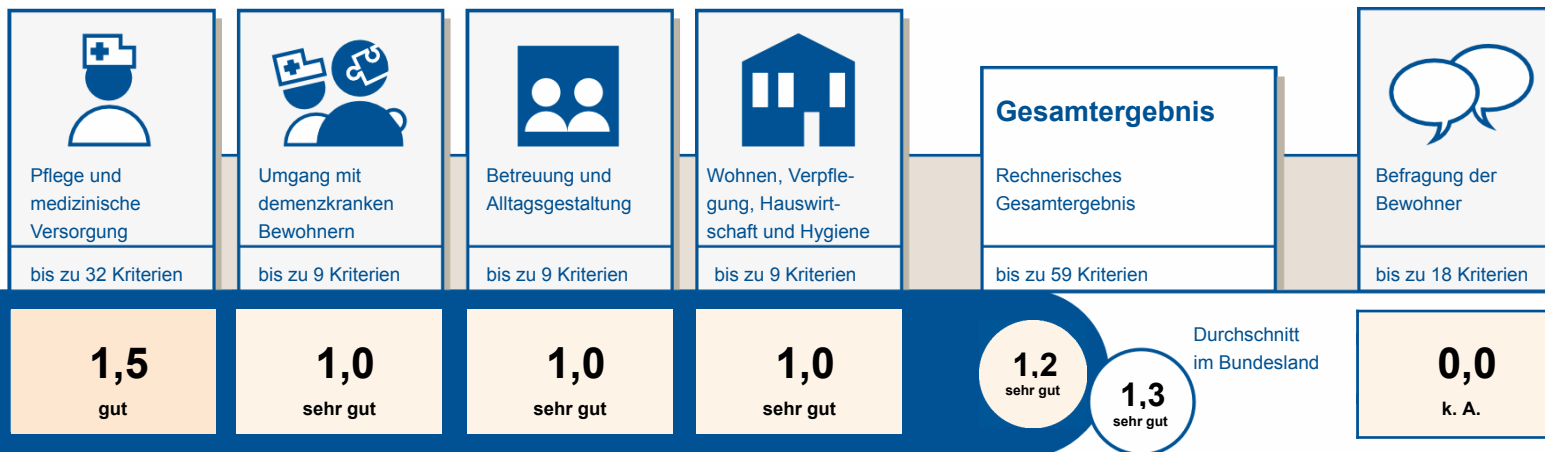 Pflege und
medizinische
Versorgung
bis zu 32 Kriterien
1,5
gut
Umgang mit
demenzkranken
Bewohnern
bis zu 9 Kriterien
1,0
sehr gut
Betreuung und
Alltagsgestaltung
bis zu 9 Kriterien
1,0
sehr gut
Wohnen, Verpfle-
gung, Hauswirt-
schaft und Hygiene
bis zu 9 Kriterien
1,0
sehr gut
Gesamtergebnis
Rechnerisches
Gesamtergebnis
bis zu 59 Kriterien
1,2
sehr gut
1,3
sehr gut
Durchschnitt
im Bundesland
Befragung der
Bewohner
bis zu 18 Kriterien
0,0
k. A.